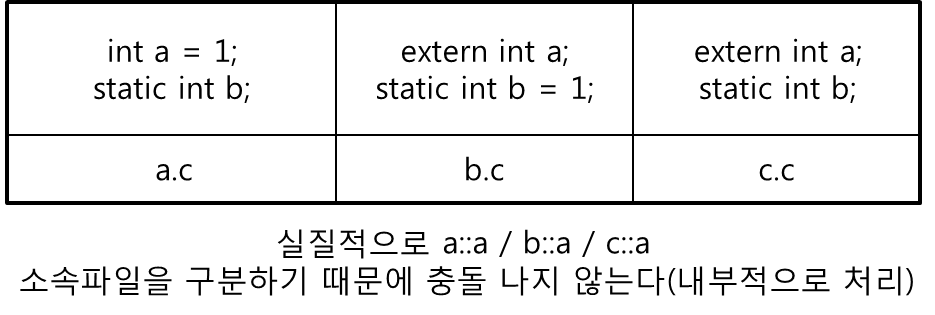 int a = 1;
static int b;
extern int a;
static int b = 1;
extern int a;
static int b;
a.c
b.c
c.c
실질적으로 a::a / b::a / c::a
소속파일을 구분하기 때문에 충돌 나지 않는다(내부적으로 처리)